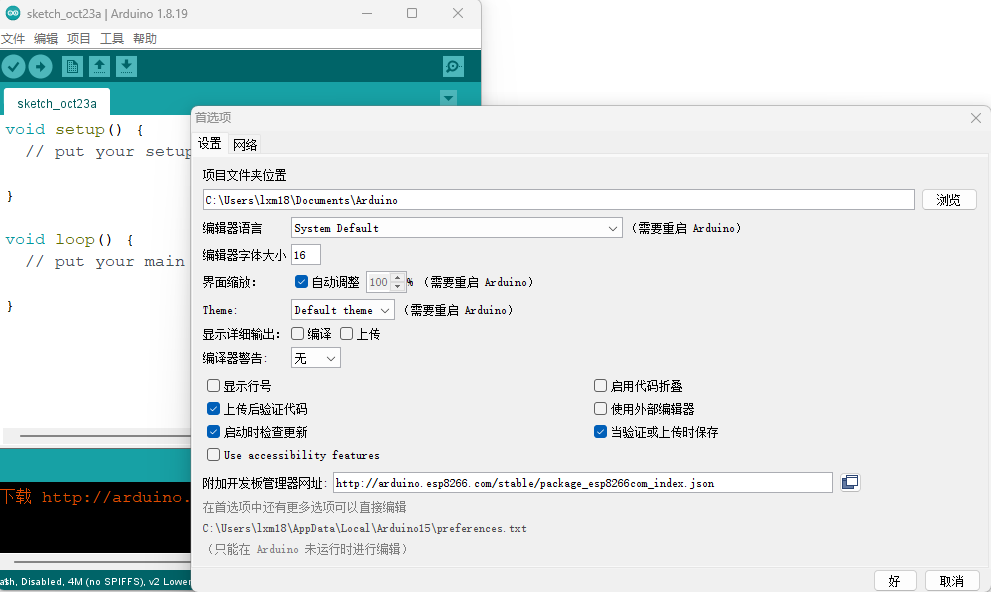 sketch_oct23a | Arduino 1.8.19
文件 编辑 项目 工具 帮助
sketch_oct23a
void setup() {
// put your setup
}
void loop() {
// put your main
}
下载 http://arduino.
ash, Disabled, 4M (no SPIFFS), v2 Lower
首选项
设置 网络
项目文件夹位置
C:\Users\lxm18\Documents\Arduino 浏览
编辑器语言 System Default (需要重启 Arduino)
编辑器字体大小 16
界面缩放: 自动调整 100 % (需要重启 Arduino)
Theme: Default theme (需要重启 Arduino)
显示详细输出: 编译 上传
编译器警告: 无
显示行号 启用代码折叠
上传后验证代码 使用外部编辑器
启动时检查更新 当验证或上传时保存
Use accessibility features
附加开发板管理器网址: http://arduino.esp8266.com/stable/package_esp8266com_index.json
在首选项中还有更多选项可以直接编辑
C:\Users\lxm18\AppData\Local\Arduino15\preferences.txt
(只能在 Arduino 未运行时进行编辑)
好 取消